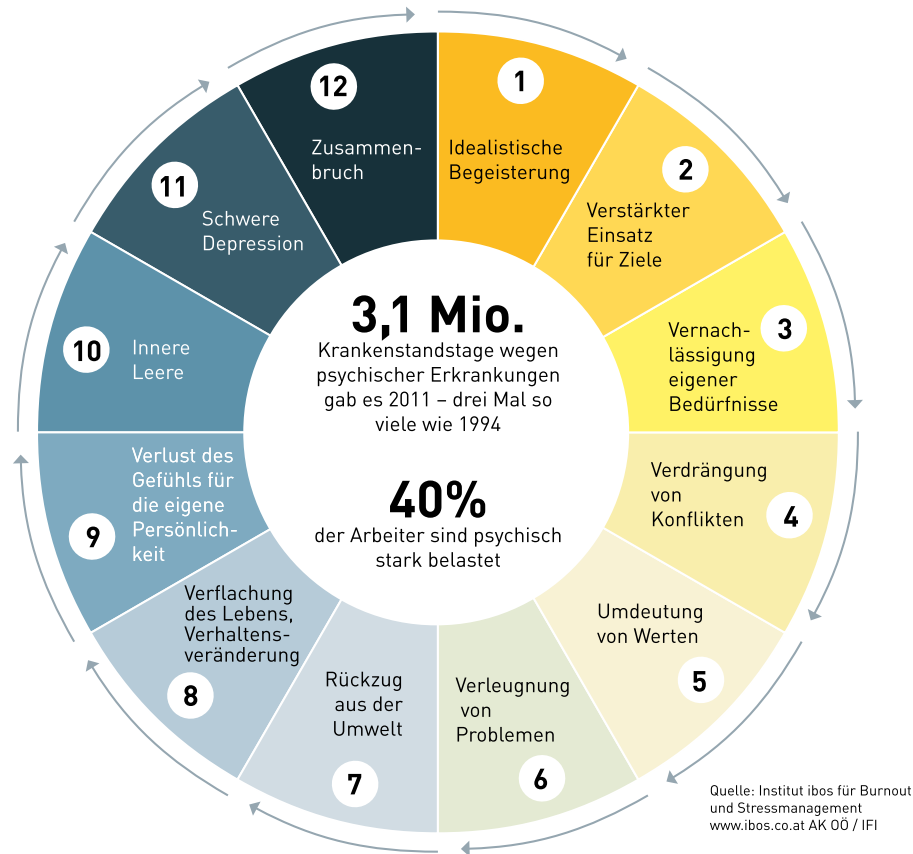 1
Idealistische
Begeisterung
2
Verstärkter
Einsatz
für Ziele
3
Vernach-
lässigung
eigener
Bedürfnisse
4
Verdrängung
von
Konflikten
5
Umdeutung
von Werten
6
Verleugnung
von
Problemen
7
Rückzug
aus der
Umwelt
8
Verflachung
des Lebens,
Verhaltens-
veränderung
9
Verlust des
Gefühls für
die eigene
Persönlich-
keit
10
Innere
Leere
11
Schwere
Depression
12
Zusammen-
bruch
3,1 Mio.
Krankenstandstage wegen
psychischer Erkrankungen
gab es 2011 – drei Mal so
viele wie 1994
40%
der Arbeiter sind psychisch
stark belastet
Quelle: Institut ibos für Burnout
und Stressmanagement
www.ibos.co.at AK OÖ / IFI